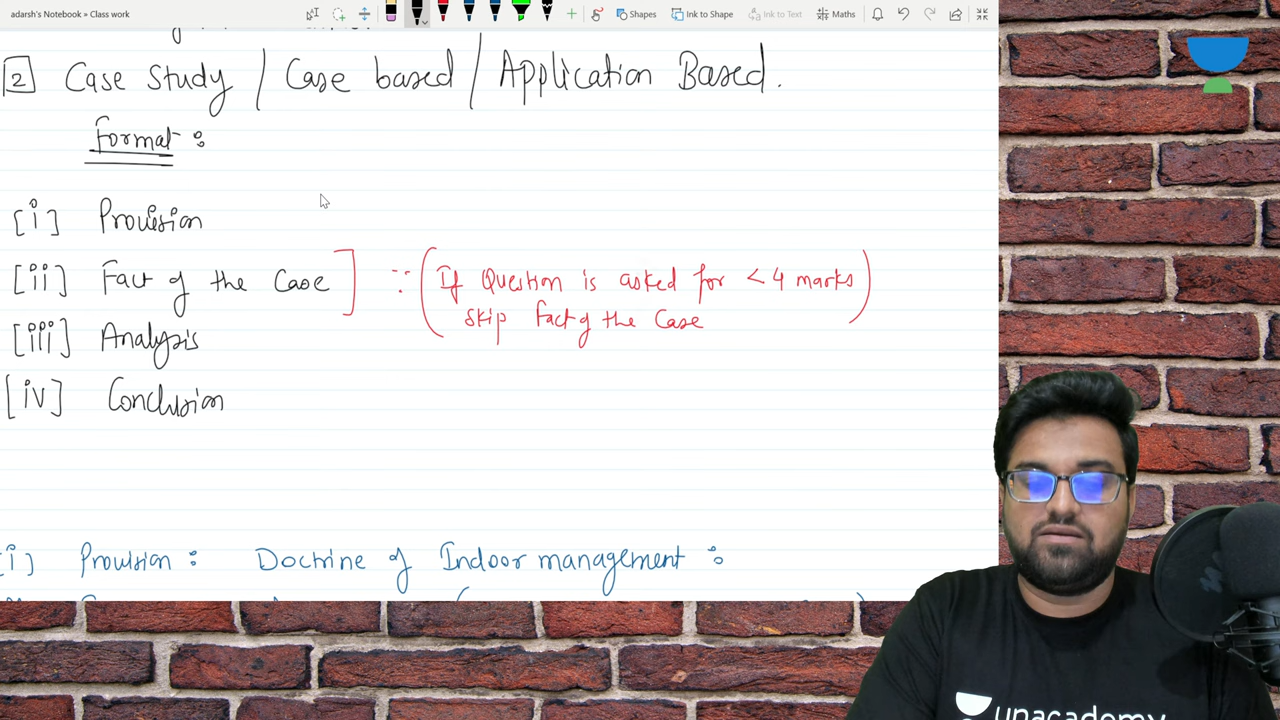 adarsh's Notebook » Class work
Shapes
Ink to Shape
Ink to Text
Maths
[2] Case Study / Case based / Application Based.
Format :
[i] Provision
[ii] Fact of the Case ] ∵ ( If Question is asked for < 4 marks
skip fact of the Case )
[iii] Analysis
[iv] Conclusion
[i] Provision : Doctrine of Indoor management :
unacademy